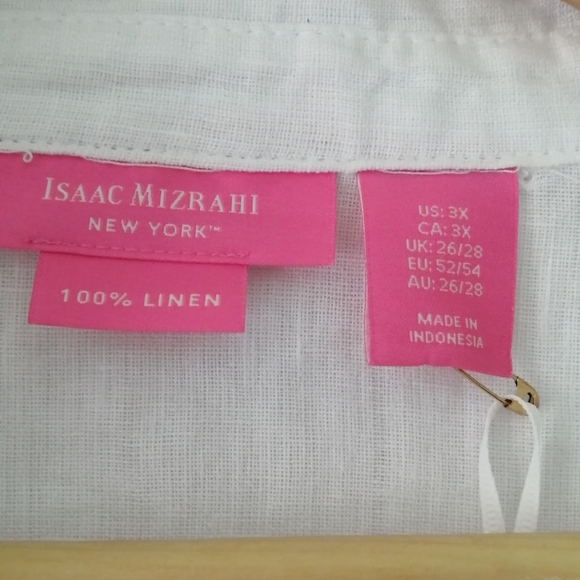 ISAAC MIZRAHI
NEW YORK™
100% LINEN
US: 3X
CA: 3X
UK: 26/28
EU: 52/54
AU: 26/28
MADE IN
INDONESIA